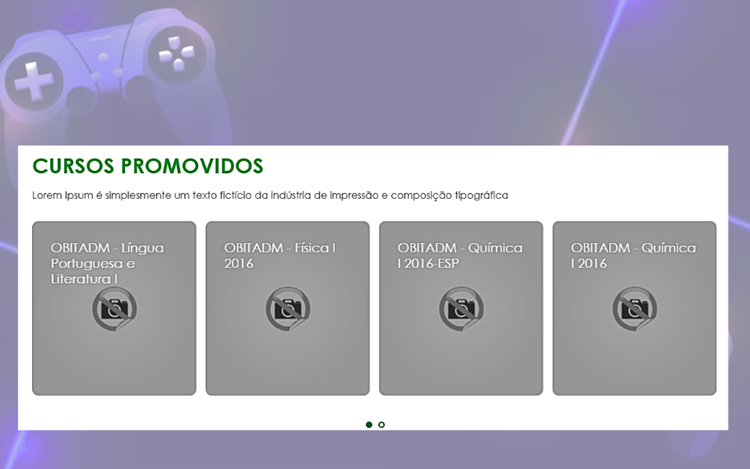 CURSOS PROMOVIDOS
Lorem Ipsum é simplesmente um texto fictício da indústria de impressão e composição tipográfica
OBITADM - Língua
Portuguesa e
Literatura I
OBITADM - Física I
2016
OBITADM - Química
I 2016-ESP
OBITADM - Química
I 2016